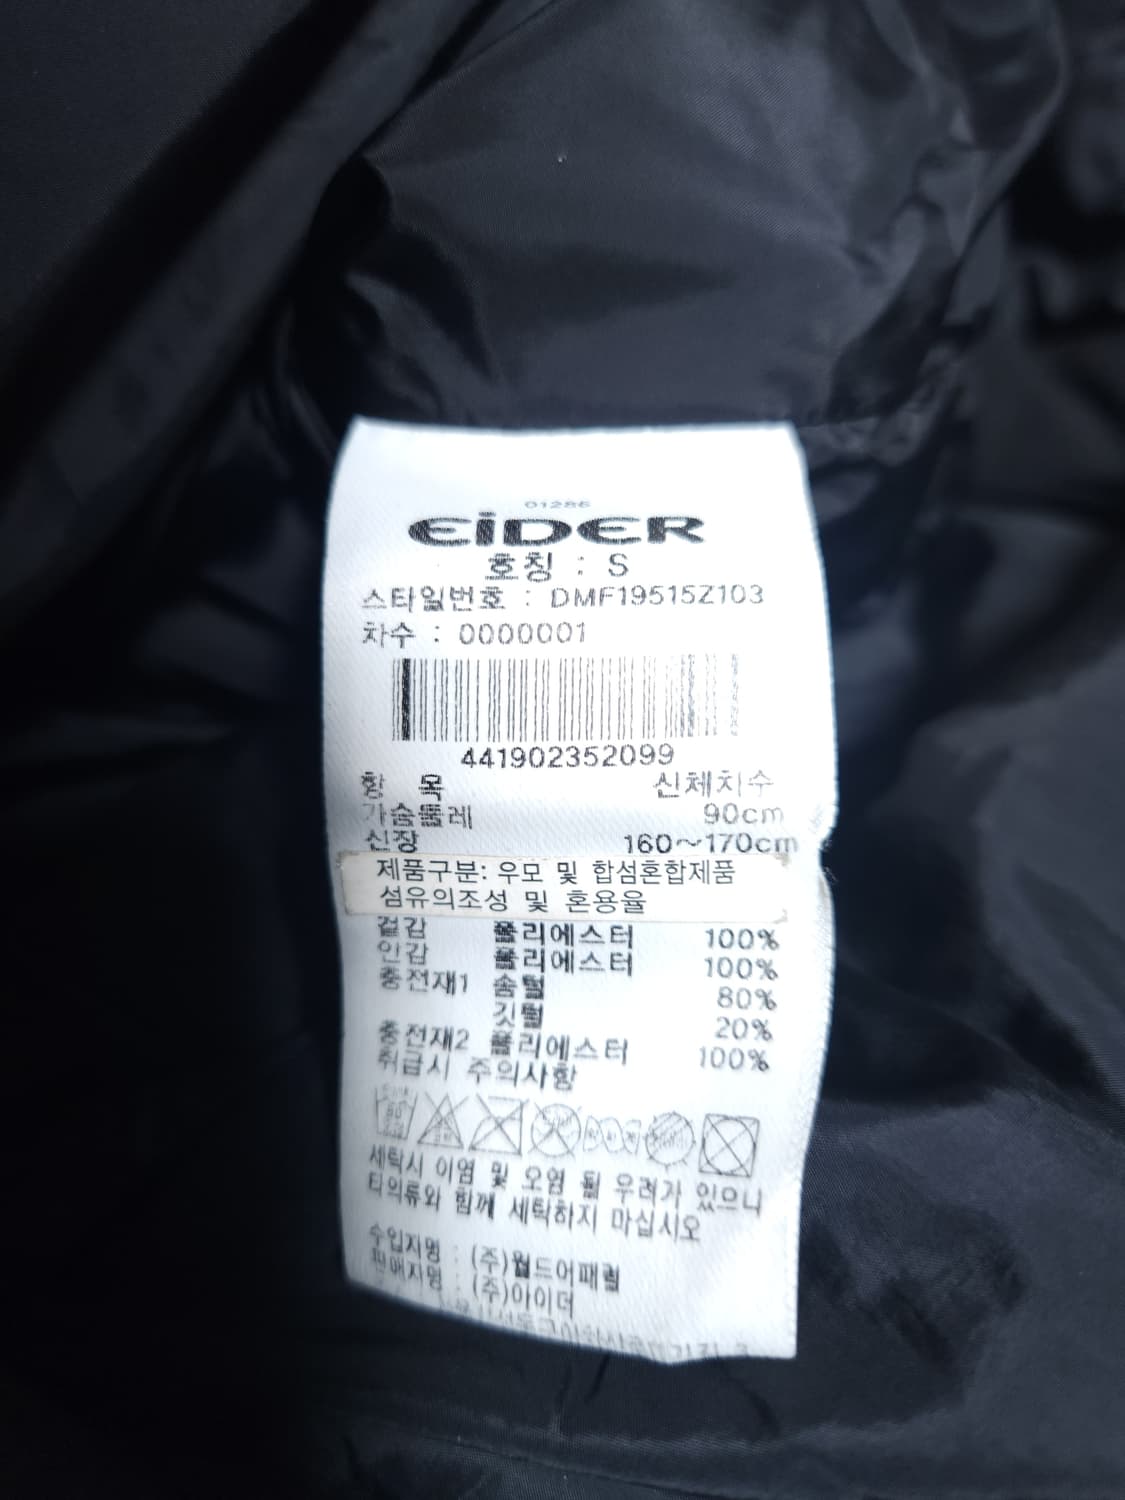 01286
EiDER
호칭 : S
스타일번호 : DMF19515Z103
차수 : 0000001
441902352099
항 목 신체치수
가슴둘레 90cm
신장 160~170cm
제품구분: 우모 및 합섬혼합제품
섬유의조성 및 혼용율
겉감 폴리에스터 100%
안감 폴리에스터 100%
충전재1 솜털 80%
깃털 20%
충전재2 폴리에스터 100%
취급시 주의사항
세탁시 이염 및 오염 될 우려가 있으니
타의류와 함께 세탁하지 마십시오
수입자명 : (주)월드어패럴
판매자명 : (주)아이더